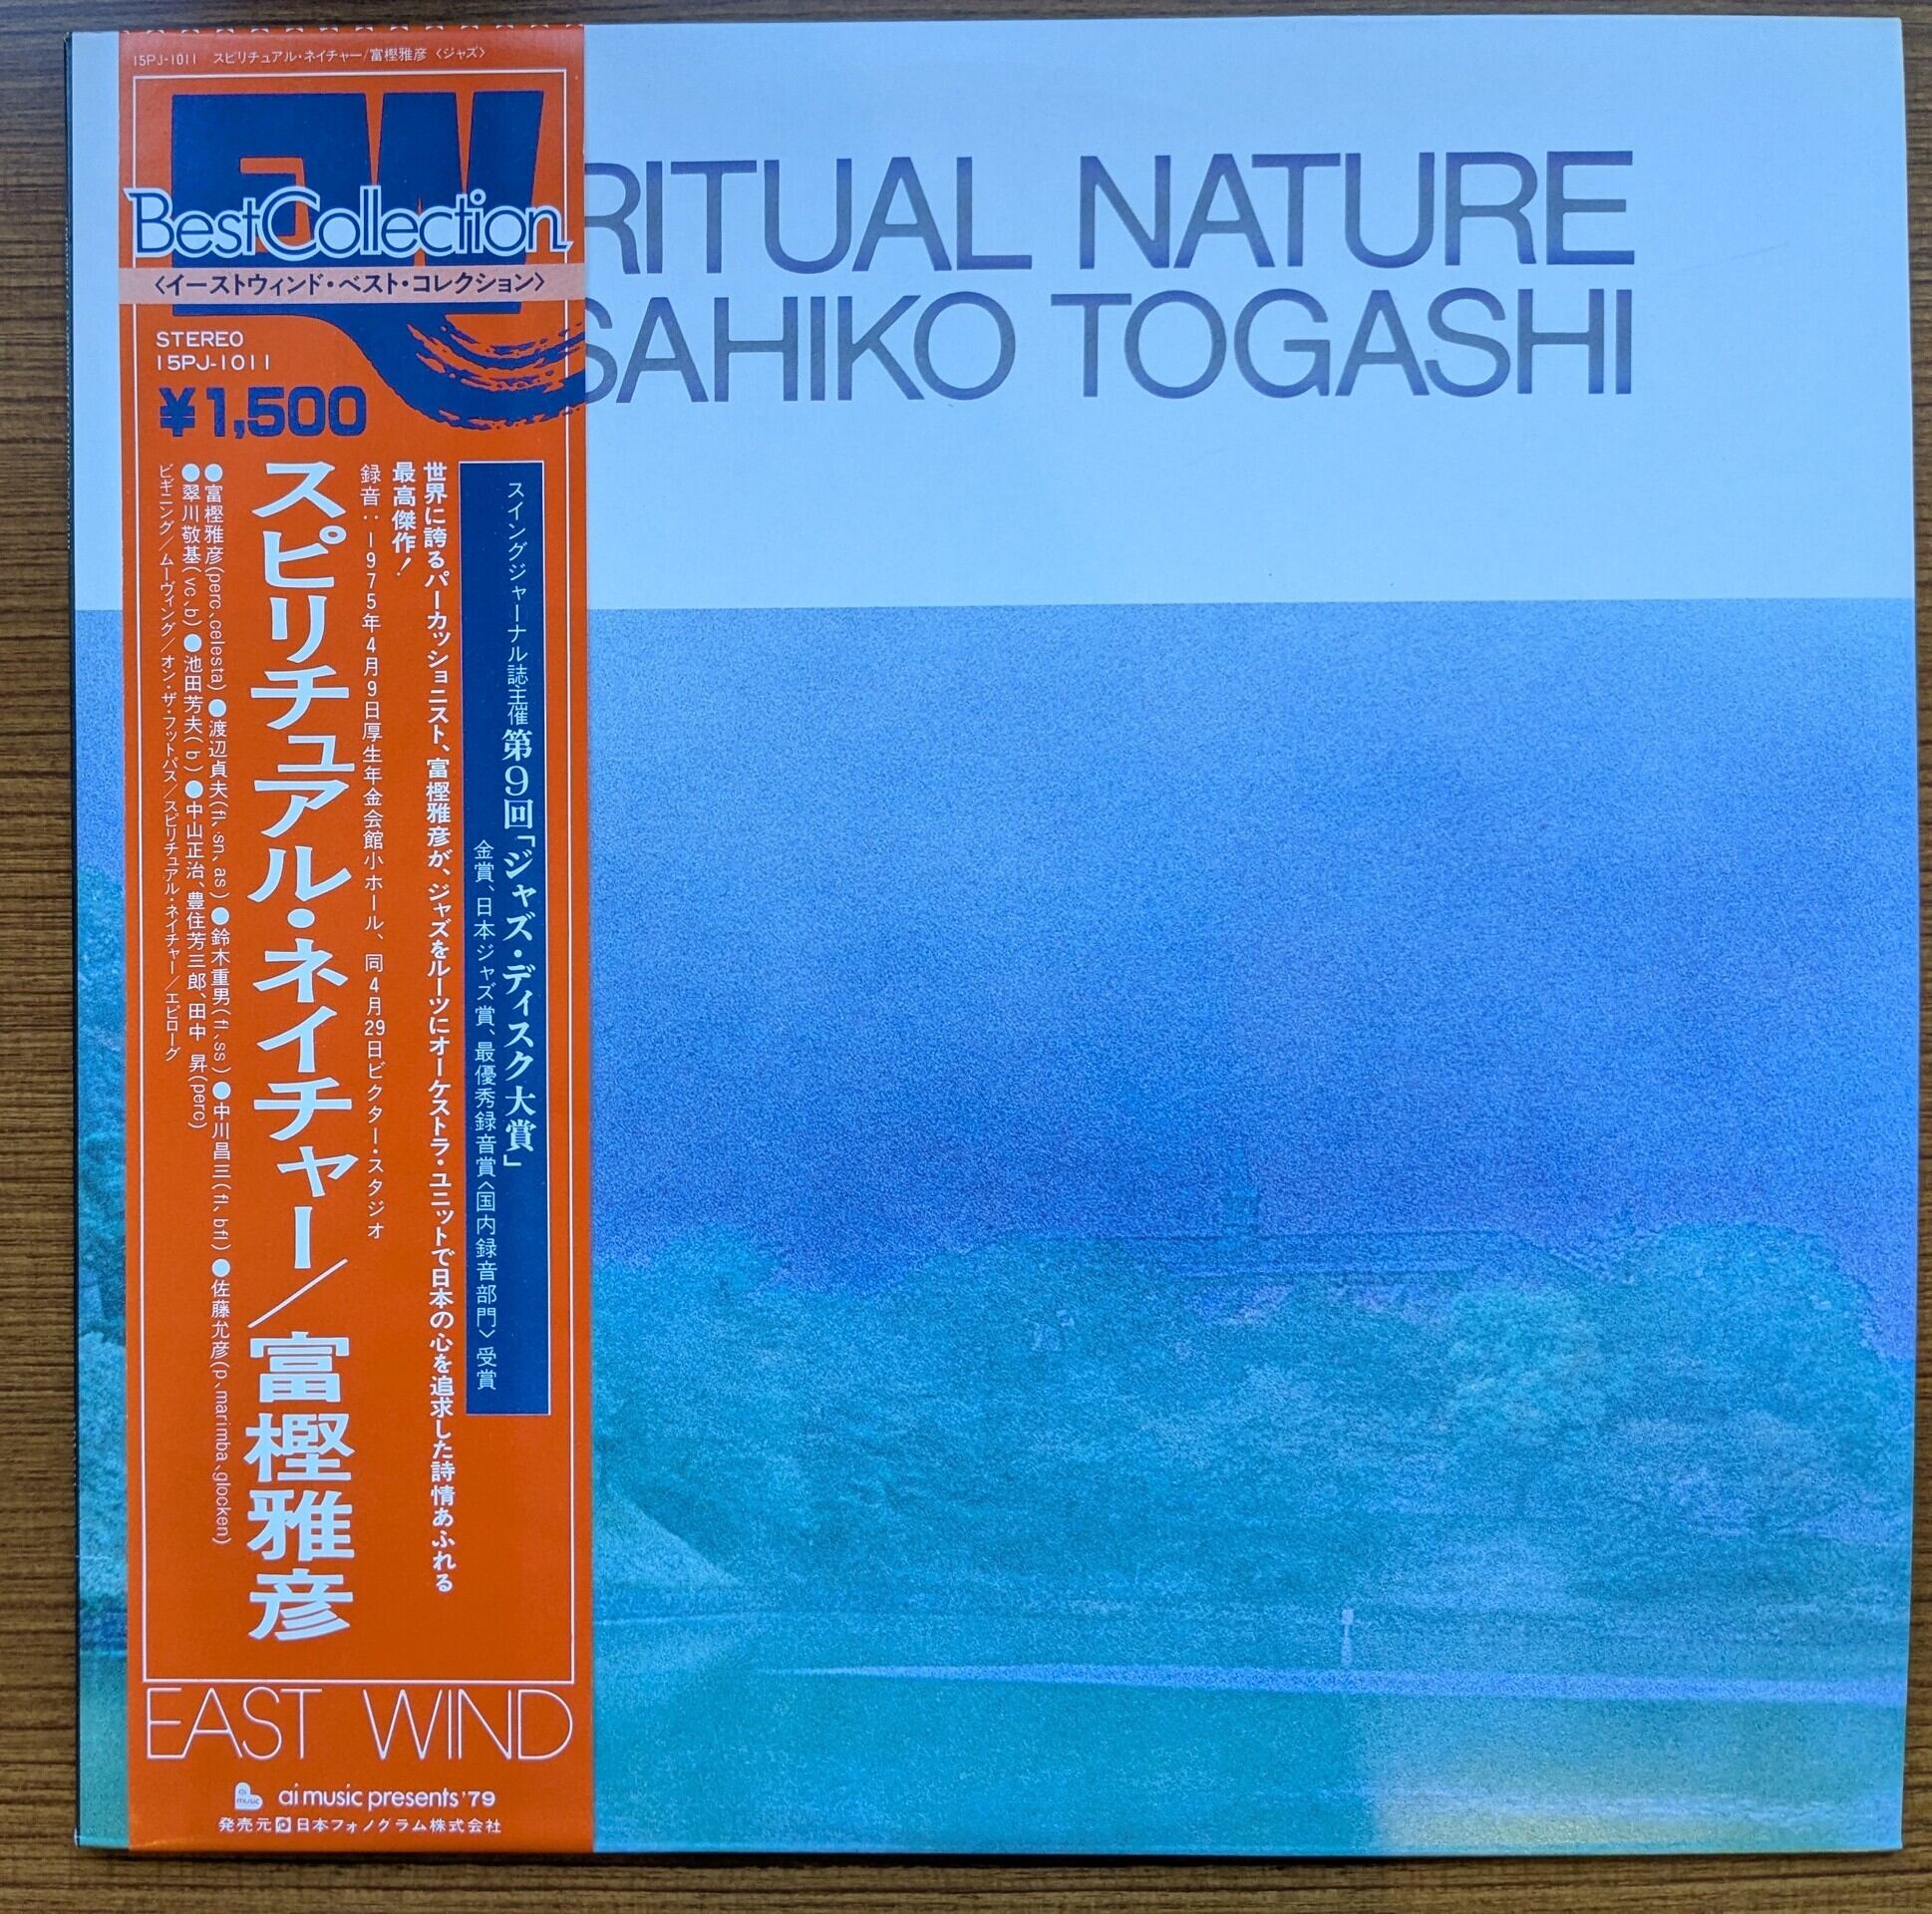 15PJ-1011 スピリチュアル・ネイチャー/富樫雅彦〈ジャズ〉
EW
Best Collection
〈イーストウィンド・ベスト・コレクション〉
STEREO
15PJ-1011
¥1,500
スイングジャーナル誌主催 第9回「ジャズ・ディスク大賞」
金賞、日本ジャズ賞、最優秀録音賞〈国内録音部門〉受賞
世界に誇るパーカッショニスト、富樫雅彦が、ジャズをルーツにオーケストラ・ユニットで日本の心を追求した詩情あふれる
最高傑作!
録音:1975年4月9日厚生年金会館小ホール、同4月29日ビクター・スタジオ
スピリチュアル・ネイチャー/富樫雅彦
●富樫雅彦(perc、celesta)●渡辺貞夫(fl、sn、as)●鈴木重男(fl、ss)●中川昌三(fl、bfl)●佐藤允彦(p、marimba、glocken)
●翠川敬基(vc、b)●池田芳夫(b)●中山正治、豊住芳三郎、田中 昇(perc)
ビギニング/ムーヴィング/オン・ザ・フットパス/スピリチュアル・ネイチャー/エピローグ
EAST WIND
ai music
ai music presents '79
発売元 日本フォノグラム株式会社
RITUAL NATURE
SAHIKO TOGASHI